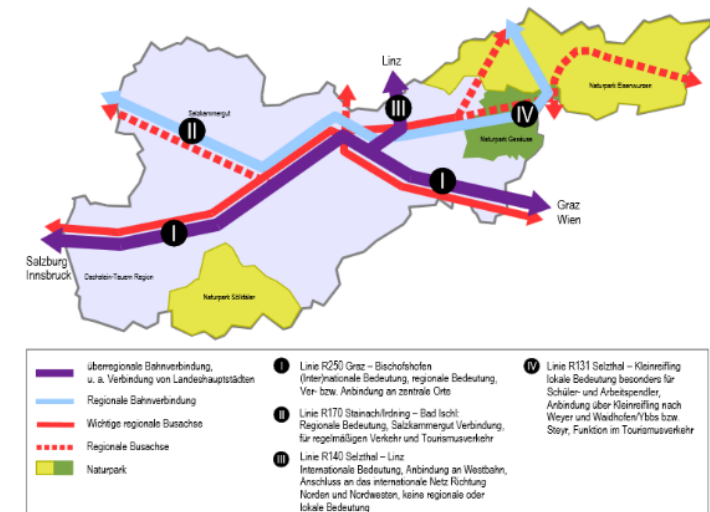 Linz
Naturpark Eisenwurzen
Salzkammergut
III
IV
II
Naturpark Gesäuse
I
Graz
Wien
I
Salzburg
Innsbruck
Dachstein-Tauern Region
Naturpark Sölktäler
überregionale Bahnverbindung,
u. a. Verbindung von Landeshauptstädten
Regionale Bahnverbindung
Wichtige regionale Busachse
Regionale Busachse
Naturpark
I
Linie R250 Graz – Bischofshofen
(Inter)nationale Bedeutung, regionale Bedeutung,
Ver- bzw. Anbindung an zentrale Orte
II
Linie R170 Stainach/Irdning – Bad Ischl:
Regionale Bedeutung, Salzkammergut Verbindung,
für regelmäßigen Verkehr und Tourismusverkehr
III
Linie R140 Selzthal – Linz
Internationale Bedeutung, Anbindung an Westbahn,
Anschluss an das internationale Netz Richtung
Norden und Nordwesten, keine regionale oder
lokale Bedeutung
IV
Linie R131 Selzthal – Kleinreifling
lokale Bedeutung besonders für
Schüler- und Arbeitspendler,
Anbindung über Kleinreifling nach
Weyer und Waidhofen/Ybbs bzw.
Steyr, Funktion im Tourismusverkehr